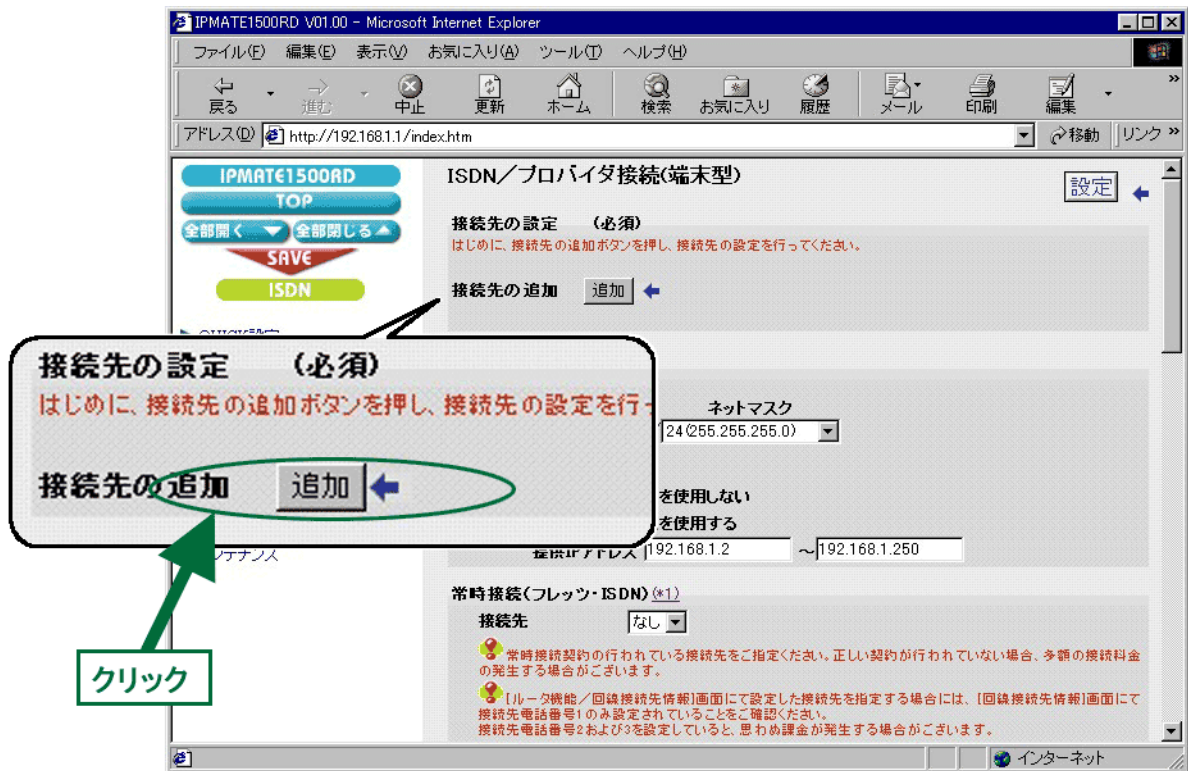 IPMATE1500RD V01.00 - Microsoft Internet Explorer
ファイル(F) 編集(E) 表示(V) お気に入り(A) ツール(T) ヘルプ(H)
戻る 進む 中止 更新 ホーム 検索 お気に入り 履歴 メール 印刷 編集 »
アドレス(D) http://192.168.1.1/index.htm 移動 リンク »
IPMATE1500RD
TOP
全部開く 全部閉じる
SAVE
ISDN
QUICK設定
ISDN／プロバイダ接続(端末型)
設定
接続先の設定 (必須)
はじめに、接続先の追加ボタンを押し、接続先の設定を行ってください。
接続先の追加 追加
接続先の設定 (必須)
はじめに、接続先の追加ボタンを押し、接続先の設定を行っ
接続先の追加 追加
クリック
ンテナンス
ネットマスク
24(255.255.255.0)
を使用しない
を使用する
提供IPアドレス 192.168.1.2 ～ 192.168.1.250
常時接続(フレッツ・ISDN) (*1)
接続先 なし
常時接続契約の行われている接続先をご指定ください。正しい契約が行われていない場合、多額の接続料金
の発生する場合がございます。
[ルータ機能／回線接続先情報]画面にて設定した接続先を指定する場合には、[回線接続先情報]画面にて
接続先電話番号1のみ設定されていることをご確認ください。
接続先電話番号2および3を設定していると、思わぬ課金が発生する場合がございます。
インターネット